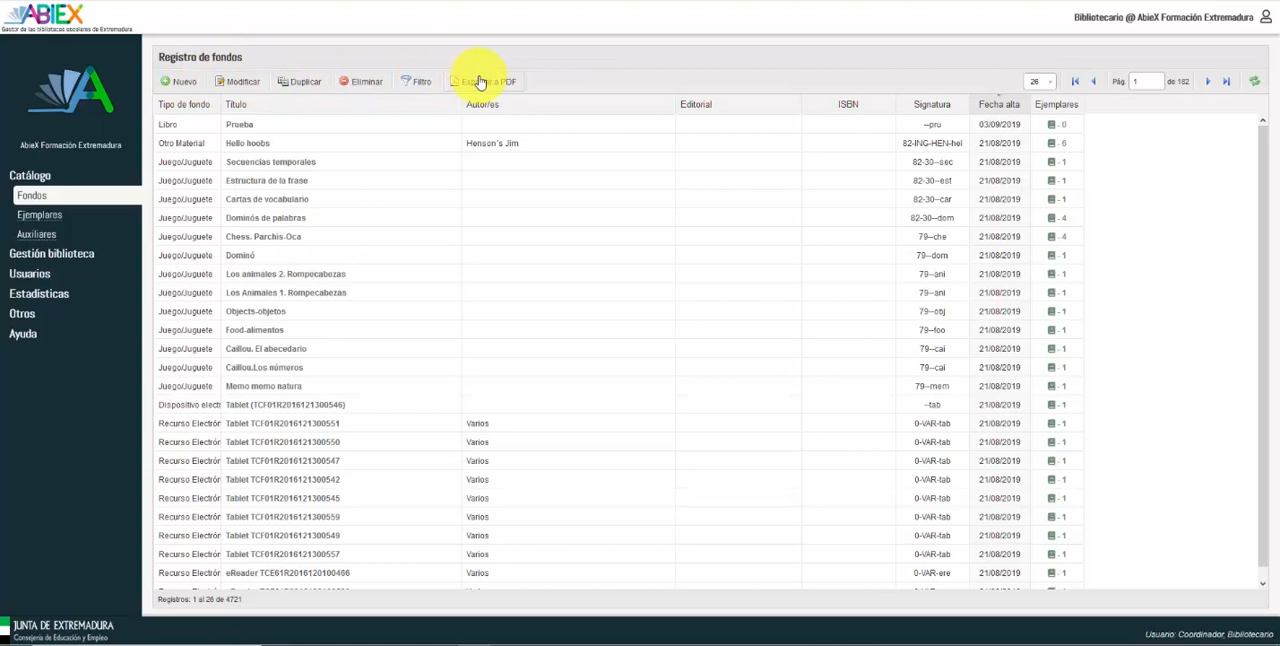 ABIEX
Gestor de las bibliotecas escolares de Extremadura
Bibliotecario @ AbieX Formación Extremadura
AbieX Formación Extremadura
Catálogo
Fondos
Ejemplares
Auxiliares
Gestión biblioteca
Usuarios
Estadísticas
Otros
Ayuda
Registro de fondos
Nuevo Modificar Duplicar Eliminar Filtro a PDF 26 Pág. 1 de 182
Tipo de fondo Título Autor/es Editorial ISBN Signatura Fecha alta Ejemplares
Libro Prueba --pru 03/09/2019 - 0
Otro Material Hello hoobs Henson´s Jim 82-ING-HEN-hel 21/08/2019 - 6
Juego/Juguete Secuencias temporales 82-30--sec 21/08/2019 - 1
Juego/Juguete Estructura de la frase 82-30--est 21/08/2019 - 1
Juego/Juguete Cartas de vocabulario 82-30--car 21/08/2019 - 1
Juego/Juguete Dominós de palabras 82-30--dom 21/08/2019 - 4
Juego/Juguete Chess. Parchís-Oca 79--che 21/08/2019 - 4
Juego/Juguete Dominó 79--dom 21/08/2019 - 1
Juego/Juguete Los animales 2. Rompecabezas 79--ani 21/08/2019 - 1
Juego/Juguete Los Animales 1. Rompecabezas 79--ani 21/08/2019 - 1
Juego/Juguete Objects-objetos 79--obj 21/08/2019 - 1
Juego/Juguete Food-alimentos 79--foo 21/08/2019 - 1
Juego/Juguete Caillou. El abecedario 79--cai 21/08/2019 - 1
Juego/Juguete Caillou.Los números 79--cai 21/08/2019 - 1
Juego/Juguete Memo memo natura 79--mem 21/08/2019 - 1
Dispositivo elect Tablet (TCF01R2016121300546) --tab 21/08/2019 - 1
Recurso Electrón Tablet TCF01R2016121300551 Varios 0-VAR-tab 21/08/2019 - 1
Recurso Electrón Tablet TCF01R2016121300550 Varios 0-VAR-tab 21/08/2019 - 1
Recurso Electrón Tablet TCF01R2016121300547 Varios 0-VAR-tab 21/08/2019 - 1
Recurso Electrón Tablet TCF01R2016121300542 Varios 0-VAR-tab 21/08/2019 - 1
Recurso Electrón Tablet TCF01R2016121300545 Varios 0-VAR-tab 21/08/2019 - 1
Recurso Electrón Tablet TCF01R2016121300559 Varios 0-VAR-tab 21/08/2019 - 1
Recurso Electrón Tablet TCF01R2016121300549 Varios 0-VAR-tab 21/08/2019 - 1
Recurso Electrón Tablet TCF01R2016121300557 Varios 0-VAR-tab 21/08/2019 - 1
Recurso Electrón eReader TCE61R2016120100466 Varios 0-VAR-ere 21/08/2019 - 1
Registros: 1 al 26 de 4721
JUNTA DE EXTREMADURA
Consejería de Educación y Empleo
Usuario: Coordinador, Bibliotecario